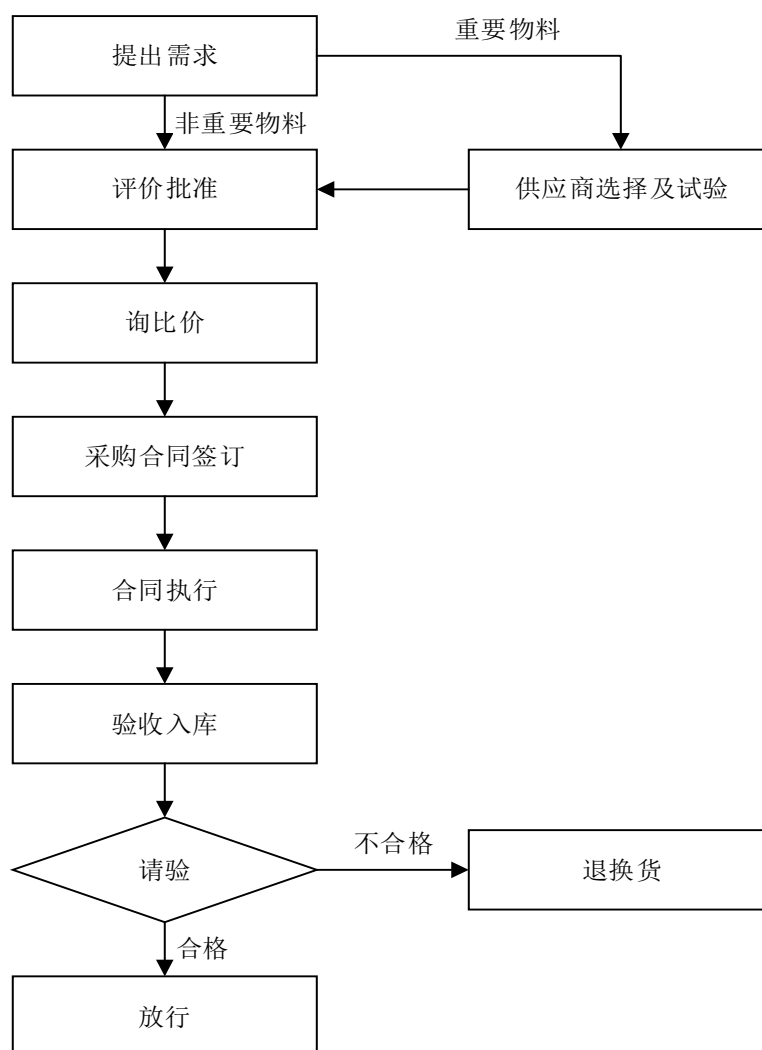 提出需求
重要物料
非重要物料
评价批准
供应商选择及试验
询比价
采购合同签订
合同执行
验收入库
请验
不合格
退换货
合格
放行